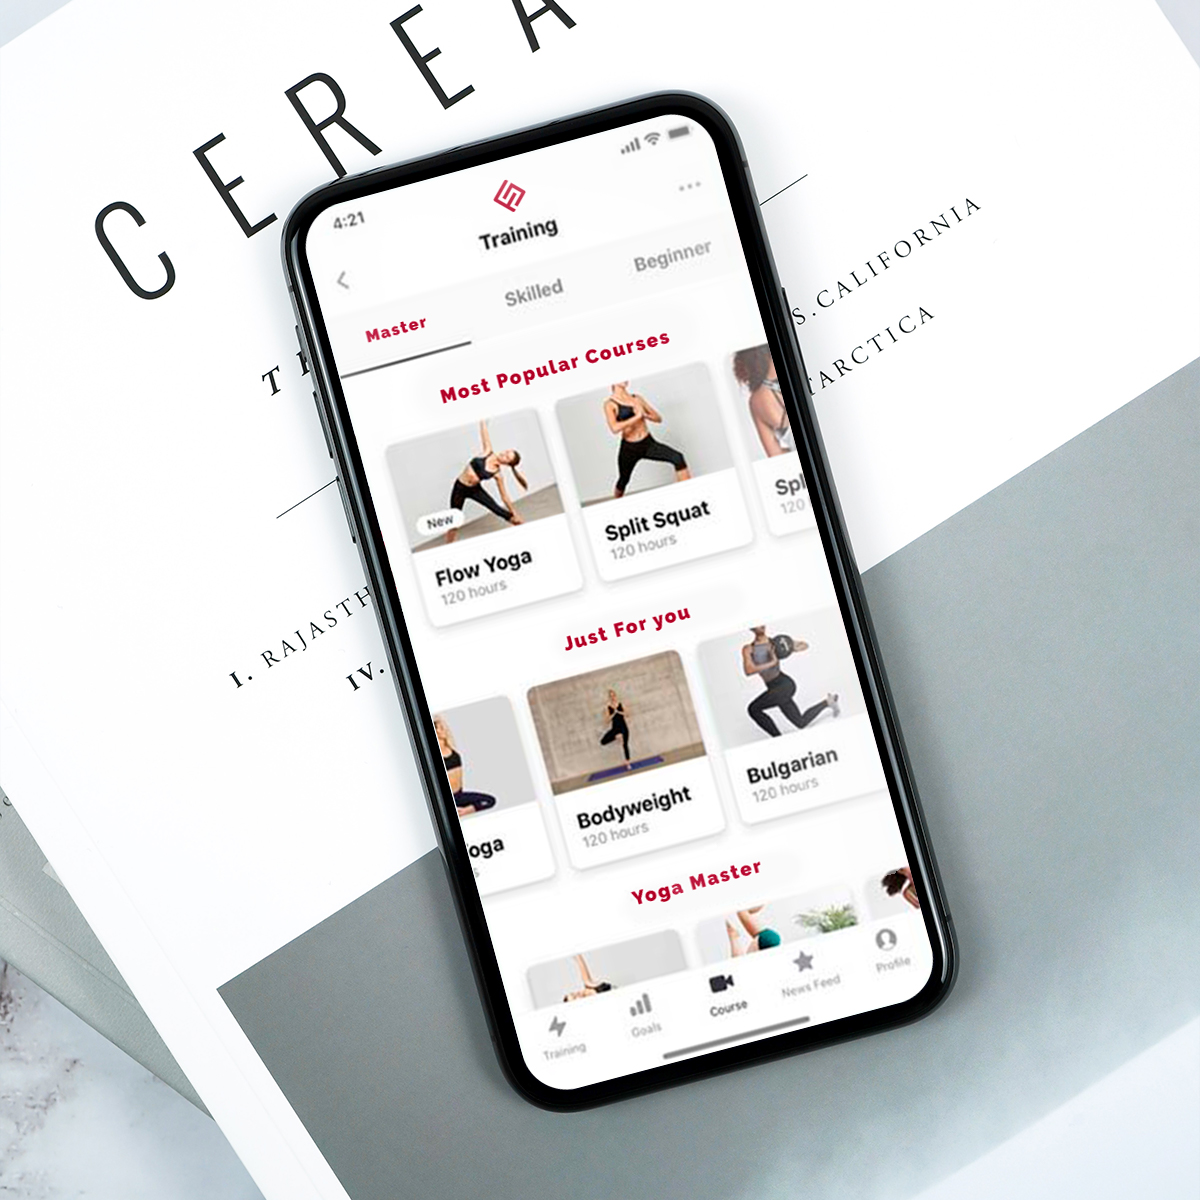 CEREA
4:21
Training
Master
Skilled
Beginner
Most Popular Courses
New
Flow Yoga
120 hours
Split Squat
120 hours
Spl
120
Just For you
oga
s
Bodyweight
120 hours
Bulgarian
120 hours
Yoga Master
Training
Goals
Course
News Feed
Profile
S. CALIFORNIA
TARCTICA
I. RAJASTH
IV.